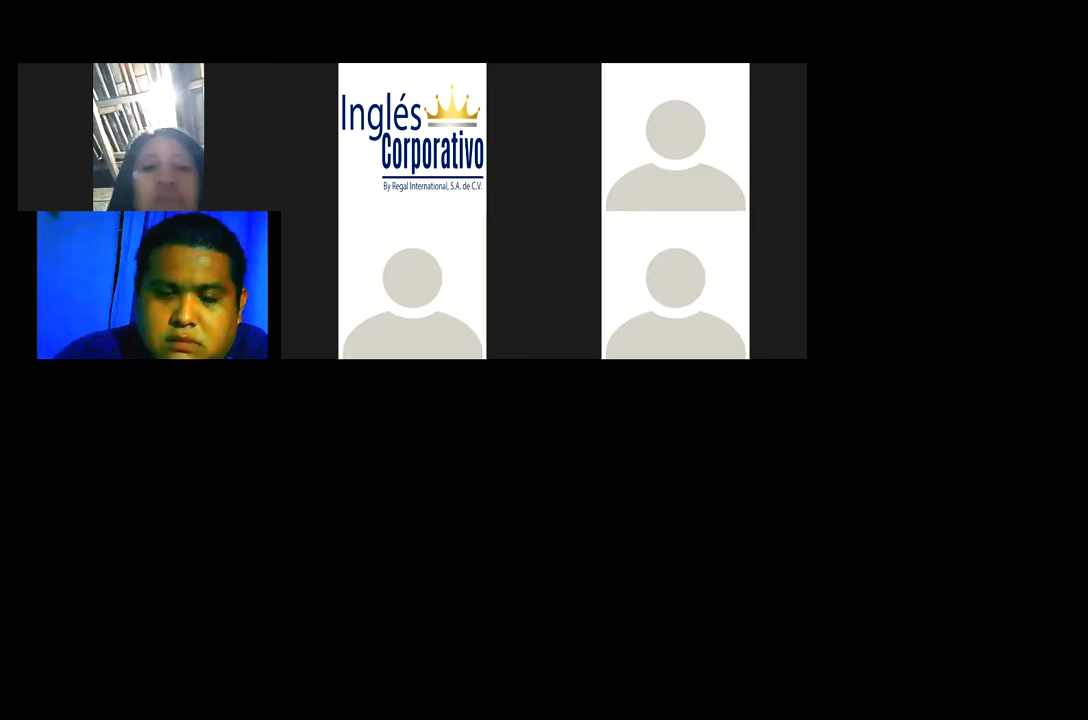 Inglés
Corporativo
By Regal International, S.A. de C.V.